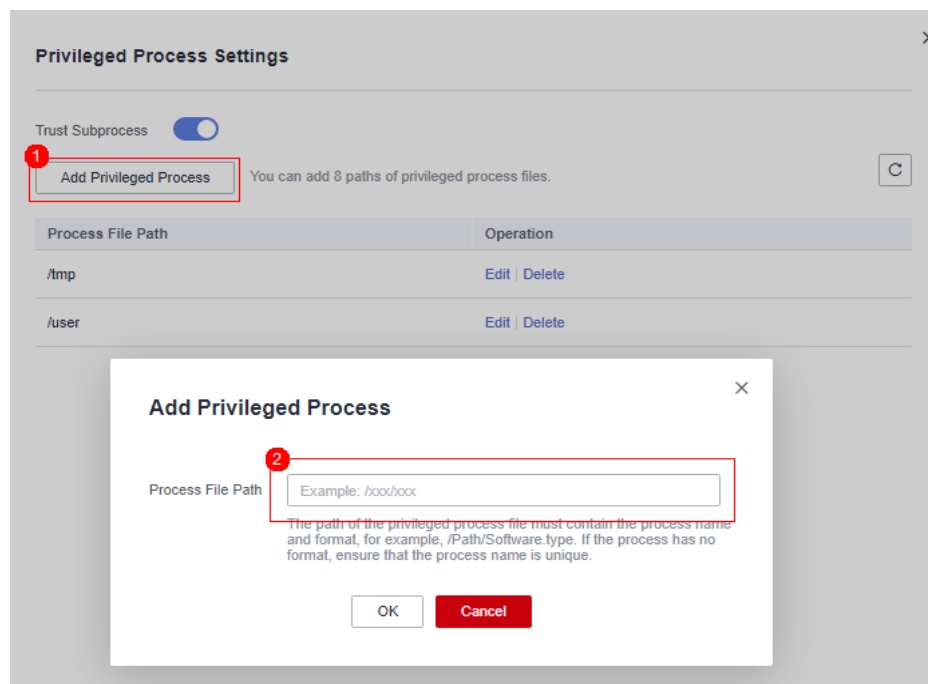 Privileged Process Settings
Trust Subprocess
1
Add Privileged Process You can add 8 paths of privileged process files.
Process File Path Operation
/tmp Edit | Delete
/user Edit | Delete
Add Privileged Process
2
Process File Path Example: /xxx/xxx
The path of the privileged process file must contain the process name
and format, for example, /Path/Software.type. If the process has no
format, ensure that the process name is unique.
OK Cancel